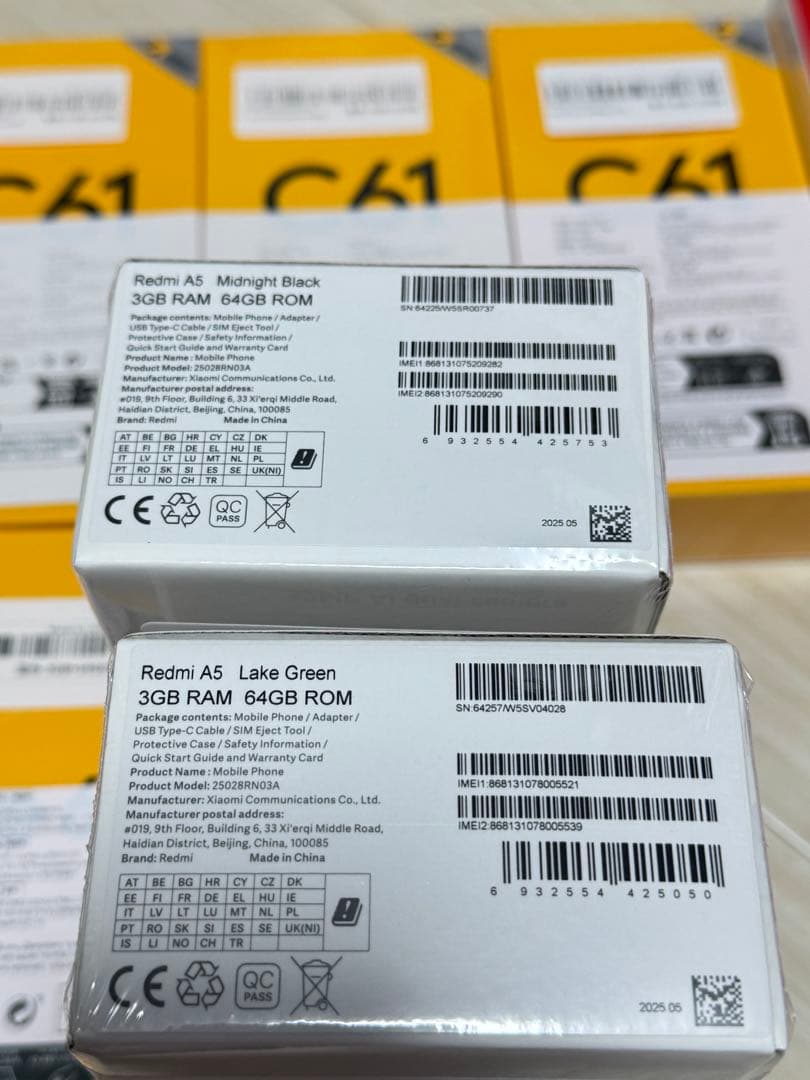 C61
C61
C61
Redmi A5 Midnight Black
3GB RAM 64GB ROM
Package contents: Mobile Phone / Adapter /
USB Type-C Cable / SIM Eject Tool /
Protective Case / Safety Information /
Quick Start Guide and Warranty Card
Product Name : Mobile Phone
Product Model: 25028RN03A
Manufacturer: Xiaomi Communications Co., Ltd.
Manufacturer postal address:
#019, 9th Floor, Building 6, 33 Xi'erqi Middle Road,
Haidian District, Beijing, China, 100085
Brand: Redmi Made in China
AT BE BG HR CY CZ DK
EE FI FR DE EL HU IE
IT LV LT LU MT NL PL
PT RO SK SI ES SE UK(NI)
IS LI NO CH TR
CE
QC
PASS
SN:64225/W5SR00737
IMEI1:868131075209282
IMEI2:868131075209290
6 932554 425753
2025.05
Redmi A5 Lake Green
3GB RAM 64GB ROM
Package contents: Mobile Phone / Adapter /
USB Type-C Cable / SIM Eject Tool /
Protective Case / Safety Information /
Quick Start Guide and Warranty Card
Product Name : Mobile Phone
Product Model: 25028RN03A
Manufacturer: Xiaomi Communications Co., Ltd.
Manufacturer postal address:
#019, 9th Floor, Building 6, 33 Xi'erqi Middle Road,
Haidian District, Beijing, China, 100085
Brand: Redmi Made in China
AT BE BG HR CY CZ DK
EE FI FR DE EL HU IE
IT LV LT LU MT NL PL
PT RO SK SI ES SE UK(NI)
IS LI NO CH TR
CE
QC
PASS
SN:64257/W5SV04028
IMEI1:868131078005521
IMEI2:868131078005539
6 932554 425050
2025.05